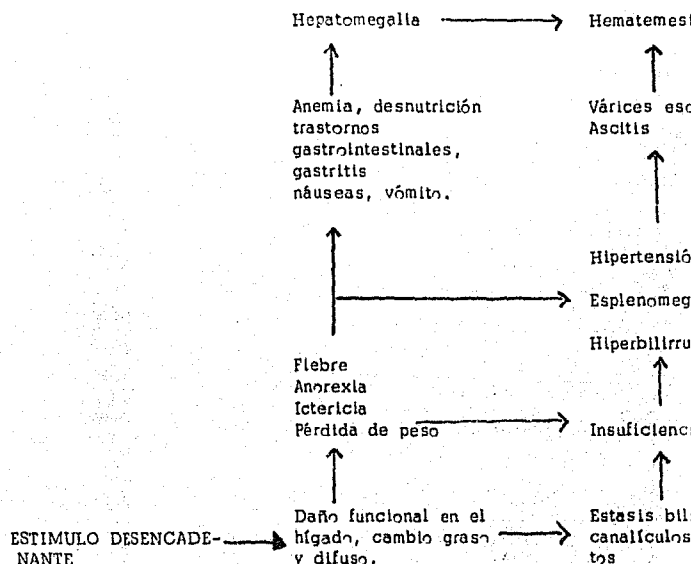 Hepatomegalia
Hematemesi
Anemia, desnutrición
trastornos
gastrointestinales,
gastritis
náuseas, vómito.
Várices eso
Ascitis
Hipertensió
Esplenomeg
Hiperbilirru
Fiebre
Anorexia
Ictericia
Pérdida de peso
Insuficienc
ESTIMULO DESENCADE-
NANTE
Daño funcional en el
hígado, cambio graso
y difuso.
Estasis bil
canalículos
tos